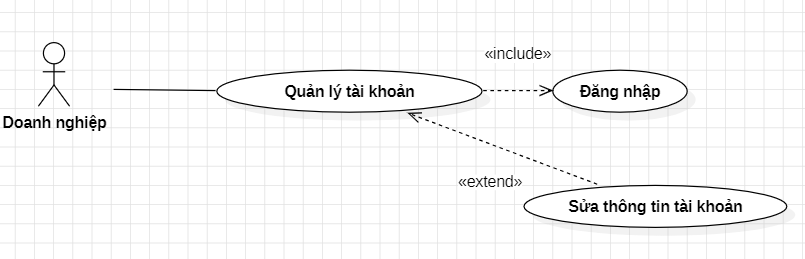 «include»
Quản lý tài khoản
Đăng nhập
Doanh nghiệp
«extend»
Sửa thông tin tài khoản